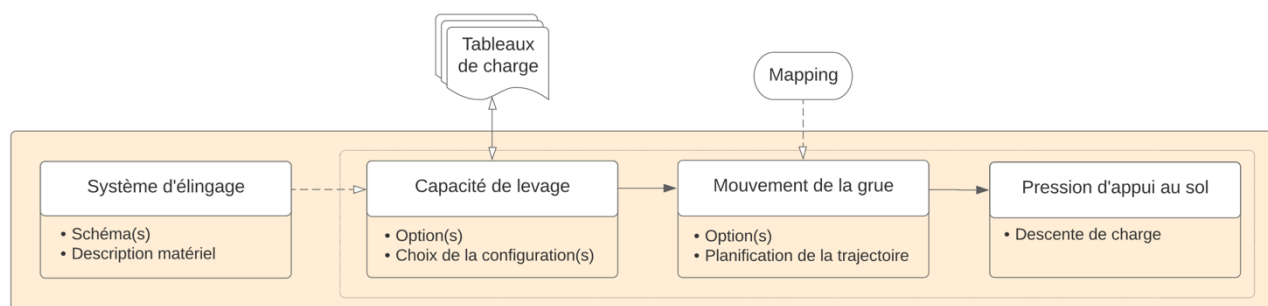 Tableaux
de charge
Mapping
Système d'élingage
• Schéma(s)
• Description matériel
Capacité de levage
• Option(s)
• Choix de la configuration(s)
Mouvement de la grue
• Option(s)
• Planification de la trajectoire
Pression d'appui au sol
• Descente de charge